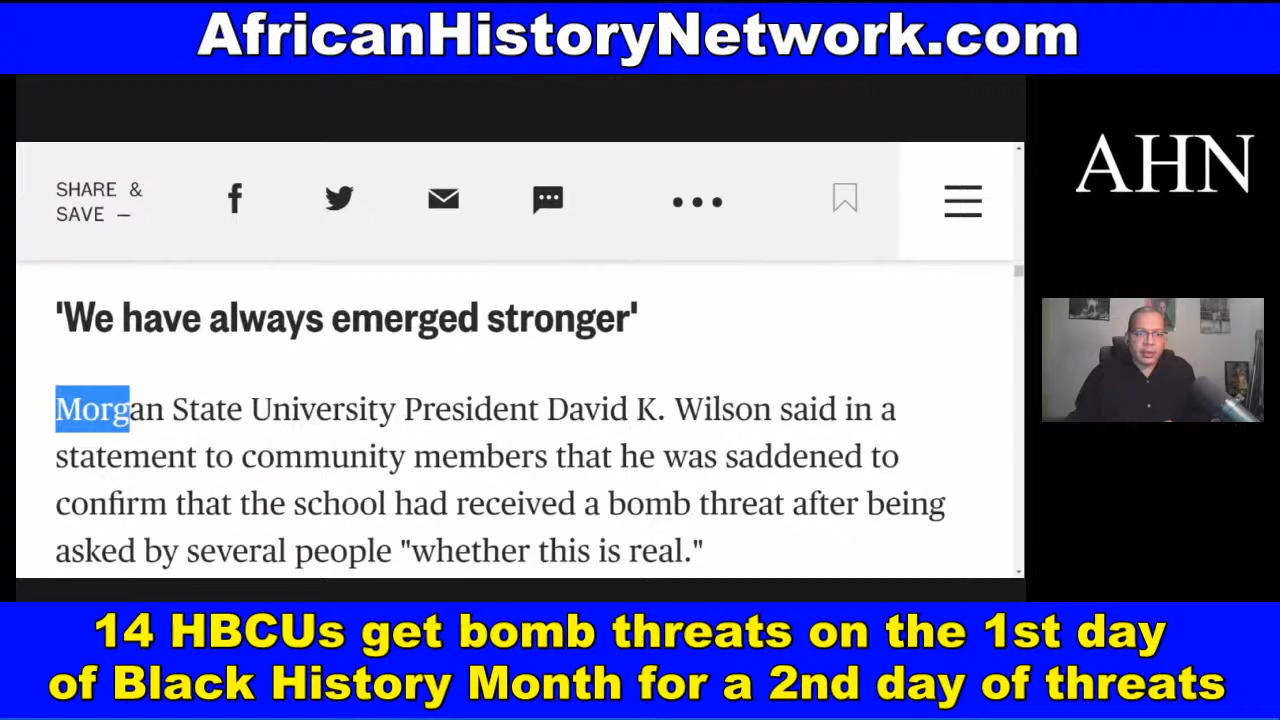 AfricanHistoryNetwork.com
AHN
SHARE &
SAVE –
'We have always emerged stronger'
Morgan State University President David K. Wilson said in a
statement to community members that he was saddened to
confirm that the school had received a bomb threat after being
asked by several people "whether this is real."
14 HBCUs get bomb threats on the 1st day
of Black History Month for a 2nd day of threats